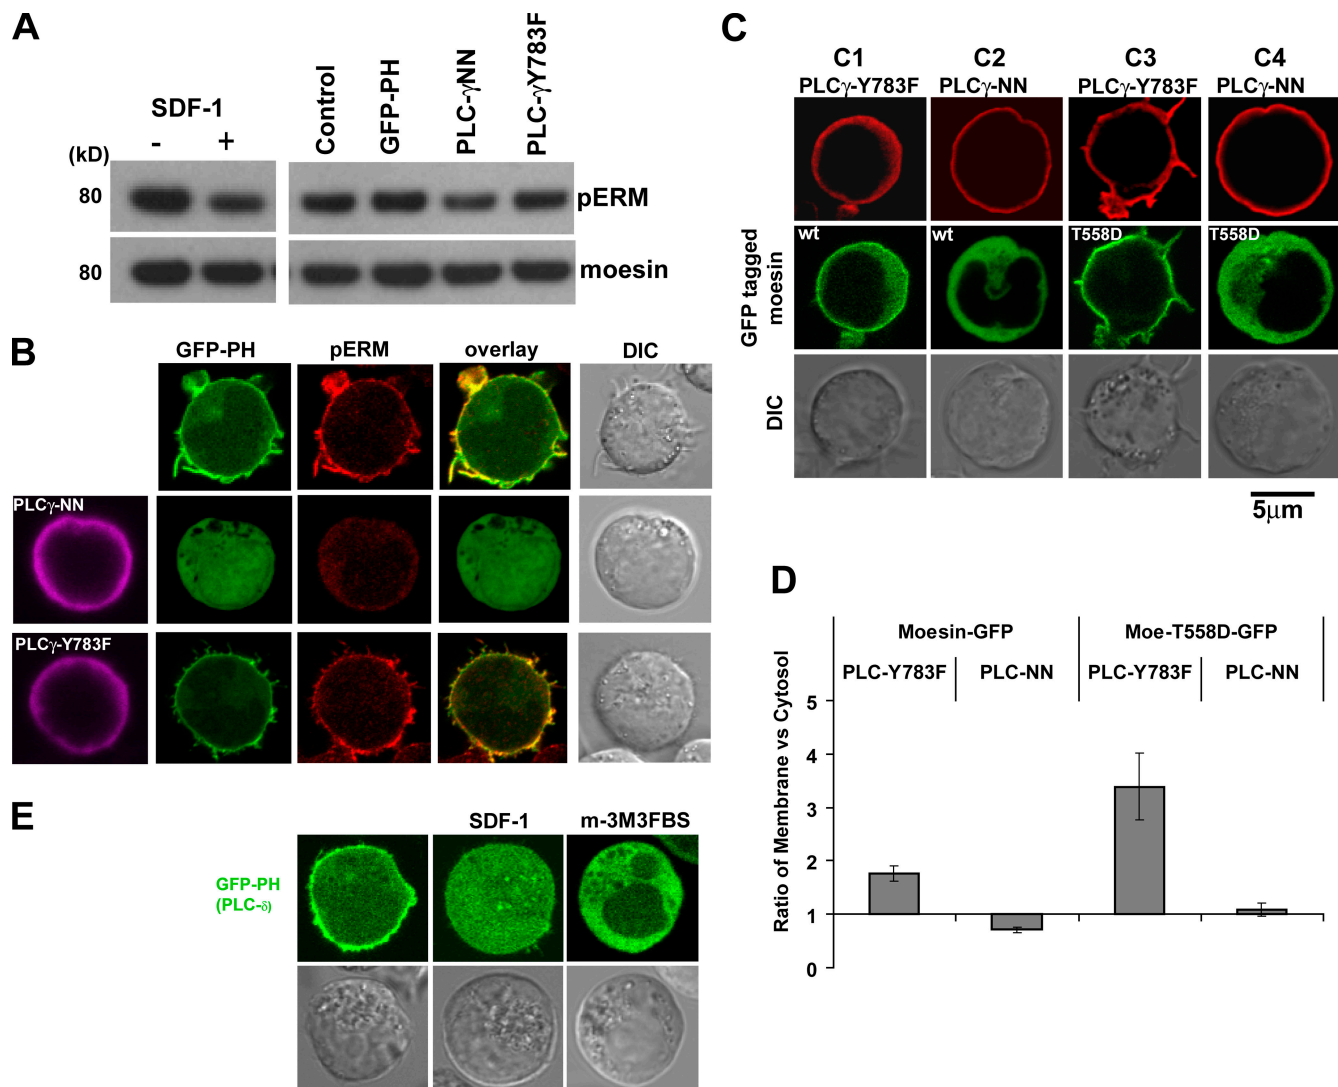 A
SDF-1
- +
(kD)
Control
GFP-PH
PLC-γNN
PLC-γY783F
80
pERM
80
moesin
B
GFP-PH pERM overlay DIC
PLCγ-NN
PLCγ-Y783F
C
C1 C2 C3 C4
PLCγ-Y783F PLCγ-NN PLCγ-Y783F PLCγ-NN
GFP tagged
moesin
wt wt T558D T558D
DIC
5μm
D
Moesin-GFP Moe-T558D-GFP
PLC-Y783F PLC-NN PLC-Y783F PLC-NN
Ratio of Membrane vs Cytosol
5
4
3
2
1
0
E
SDF-1 m-3M3FBS
GFP-PH
(PLC-δ)